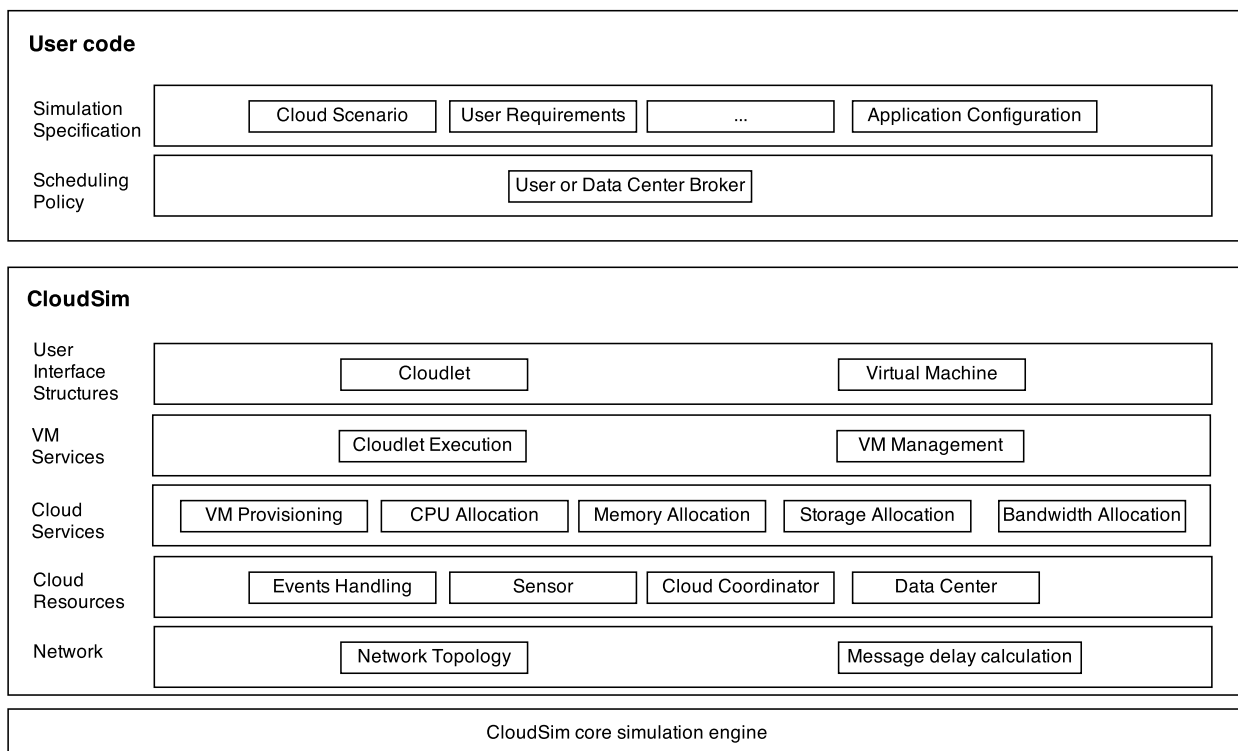 User code
Simulation
Specification
Cloud Scenario
User Requirements
...
Application Configuration
Scheduling
Policy
User or Data Center Broker
CloudSim
User
Interface
Structures
Cloudlet
Virtual Machine
VM
Services
Cloudlet Execution
VM Management
Cloud
Services
VM Provisioning
CPU Allocation
Memory Allocation
Storage Allocation
Bandwidth Allocation
Cloud
Resources
Events Handling
Sensor
Cloud Coordinator
Data Center
Network
Network Topology
Message delay calculation
CloudSim core simulation engine